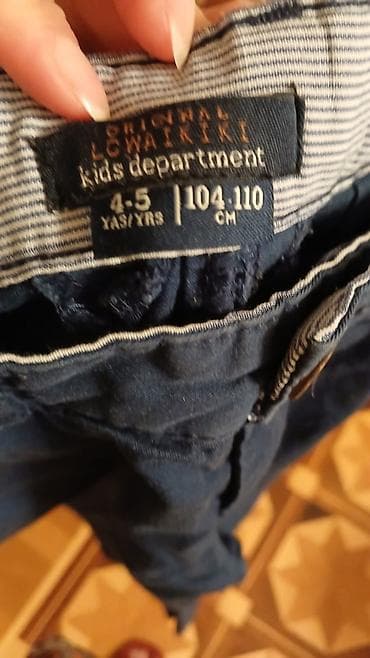 ORIGINAL
LCWAIKIKI
kids department
4-5 | 104-110
YAS/YRS CM